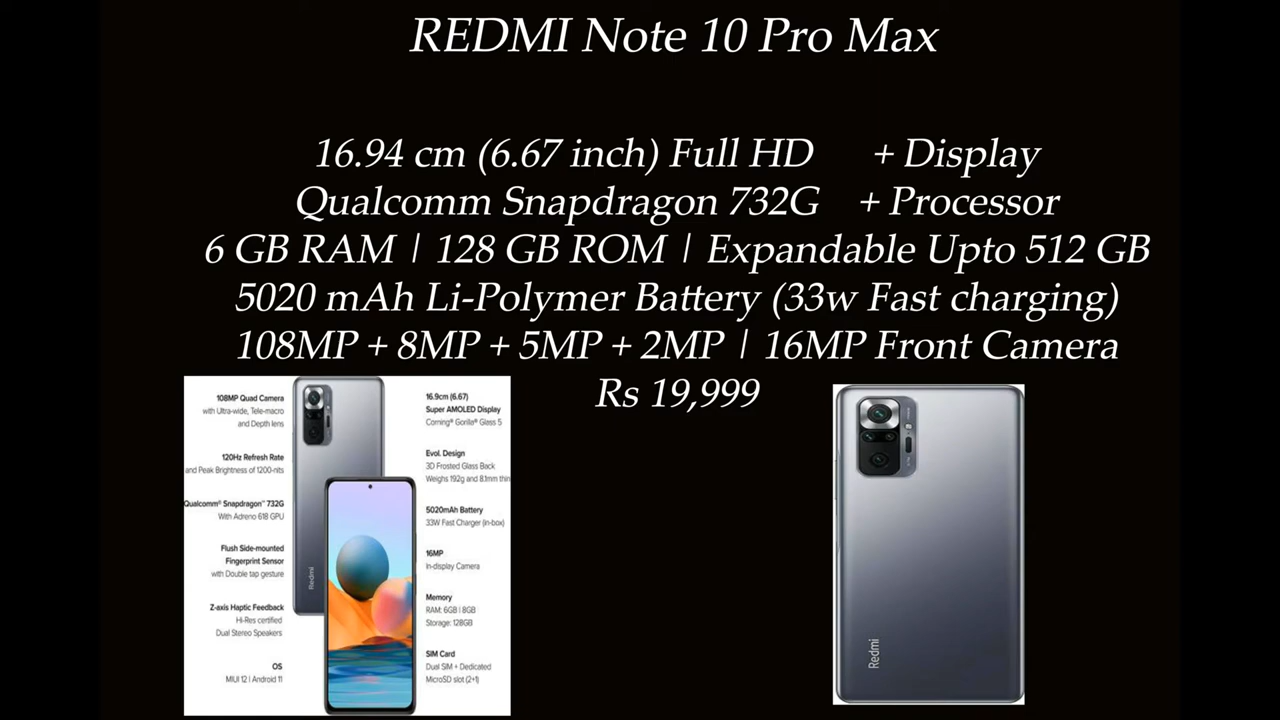 REDMI Note 10 Pro Max
16.94 cm (6.67 inch) Full HD + Display
Qualcomm Snapdragon 732G + Processor
6 GB RAM | 128 GB ROM | Expandable Upto 512 GB
5020 mAh Li-Polymer Battery (33w Fast charging)
108MP + 8MP + 5MP + 2MP | 16MP Front Camera
Rs 19,999
108MP Quad Camera
with Ultra-wide, Tele-macro
and Depth lens
120Hz Refresh Rate
and Peak Brightness of 1200-nits
Qualcomm® Snapdragon™ 732G
With Adreno 618 GPU
Flush Side-mounted
Fingerprint Sensor
with Double tap gesture
Z-axis Haptic Feedback
Hi-Res certified
Dual Stereo Speakers
OS
MIUI 12 | Android 11
Redmi
16.9cm (6.67)
Super AMOLED Display
Corning® Gorilla® Glass 5
Evol. Design
3D Frosted Glass Back
Weighs 192g and 8.1mm thin
5020mAh Battery
33W Fast Charger (in-box)
16MP
In-display Camera
Memory
RAM: 6GB | 8GB
Storage: 128GB
SIM Card
Dual SIM + Dedicated
MicroSD slot (2+1)
Redmi